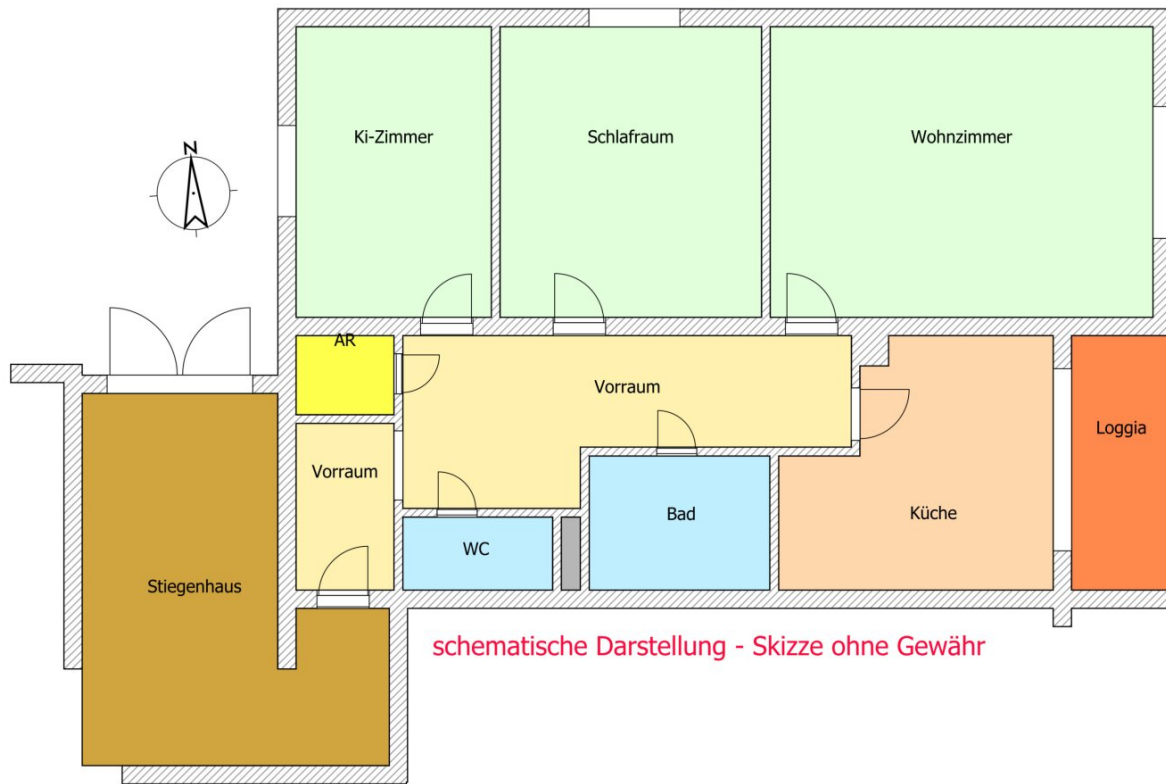 Ki-Zimmer
Schlafraum
Wohnzimmer
N
AR
Vorraum
Loggia
Vorraum
Bad
Küche
WC
Stiegenhaus
schematische Darstellung - Skizze ohne Gewähr